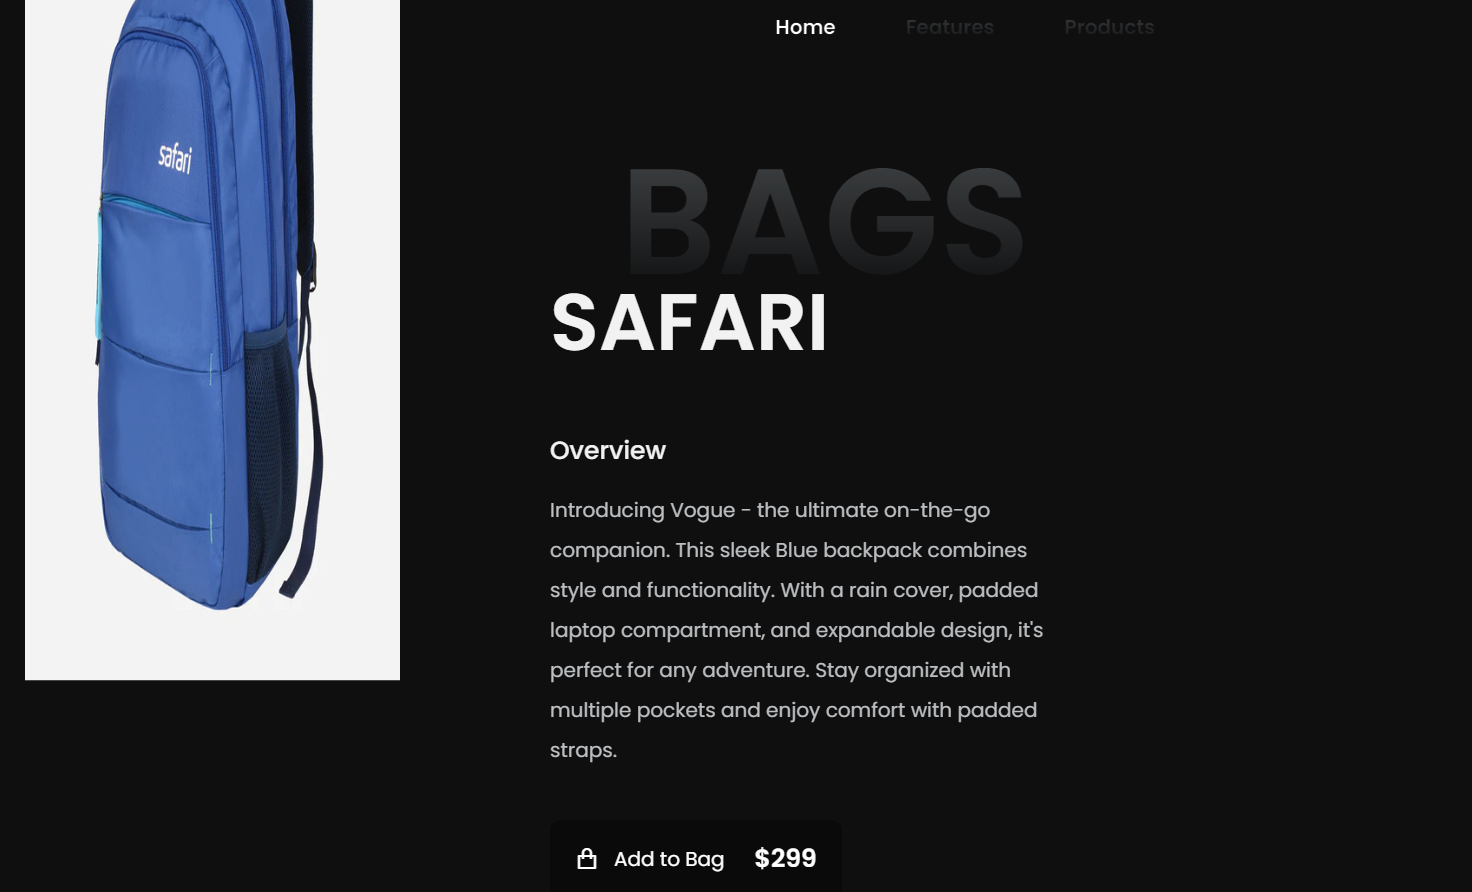 Home Features Products
safari
BAGS
SAFARI
Overview
Introducing Vogue - the ultimate on-the-go
companion. This sleek Blue backpack combines
style and functionality. With a rain cover, padded
laptop compartment, and expandable design, it's
perfect for any adventure. Stay organized with
multiple pockets and enjoy comfort with padded
straps.
Add to Bag $299